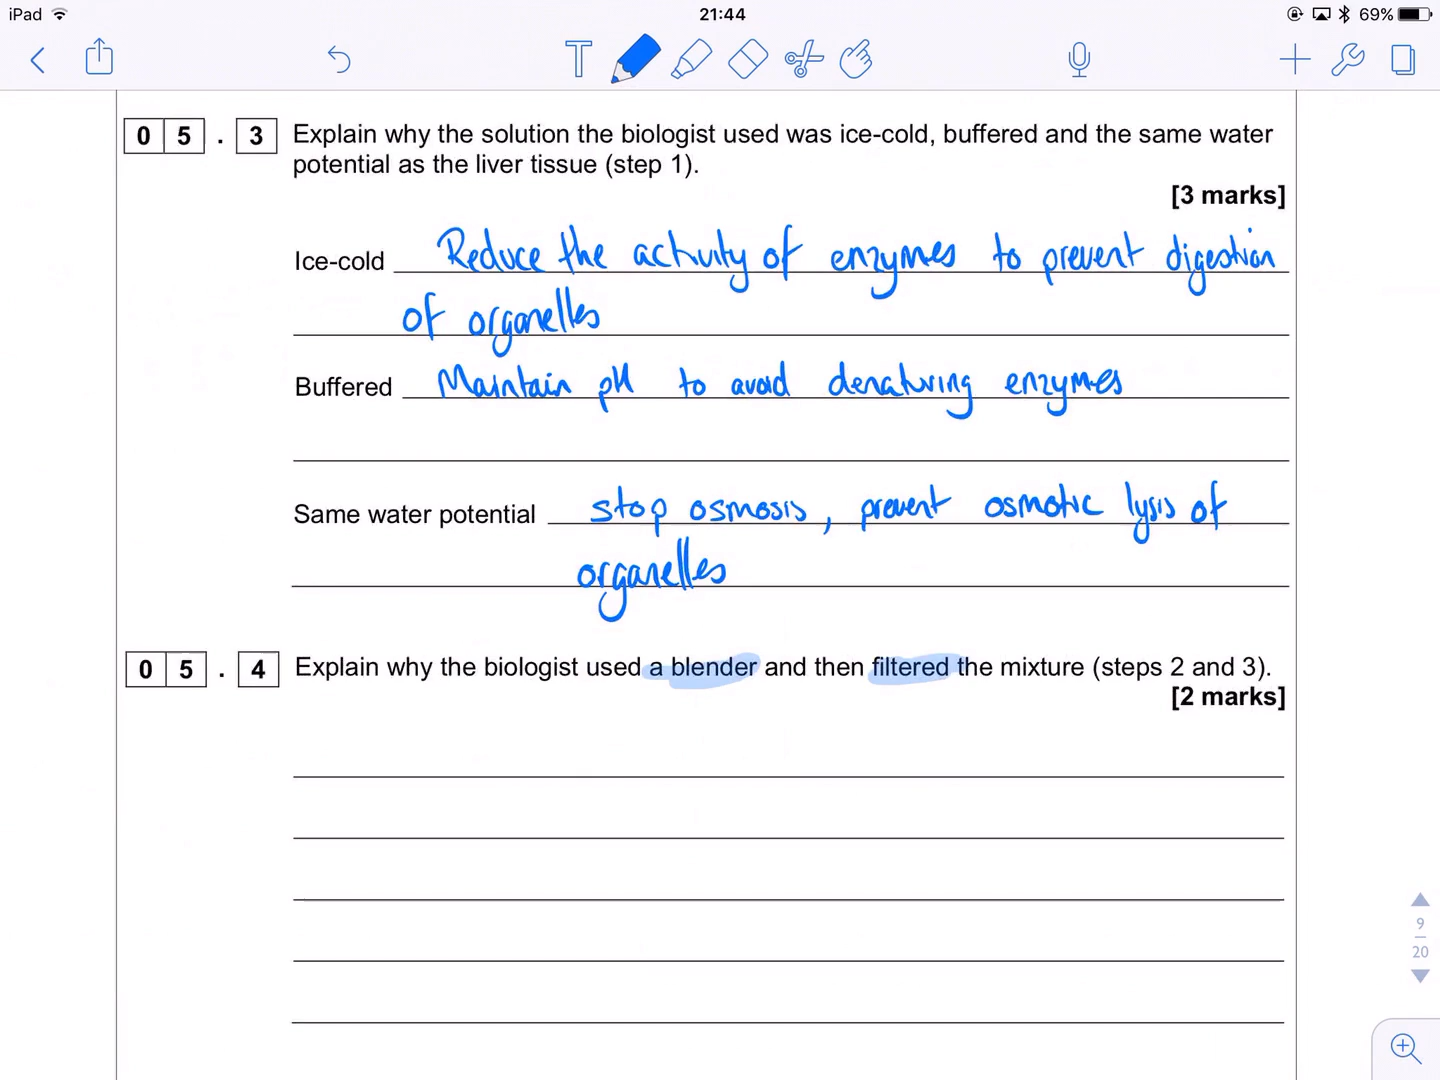 iPad 21:44 69%
T
05.3 Explain why the solution the biologist used was ice-cold, buffered and the same water
potential as the liver tissue (step 1).
[3 marks]
Ice-cold Reduce the activity of enzymes to prevent digestion
of organelles
Buffered Maintain pH to avoid denaturing enzymes
Same water potential stop osmosis, prevent osmotic lysis of
organelles
05.4 Explain why the biologist used a blender and then filtered the mixture (steps 2 and 3).
[2 marks]
9
20